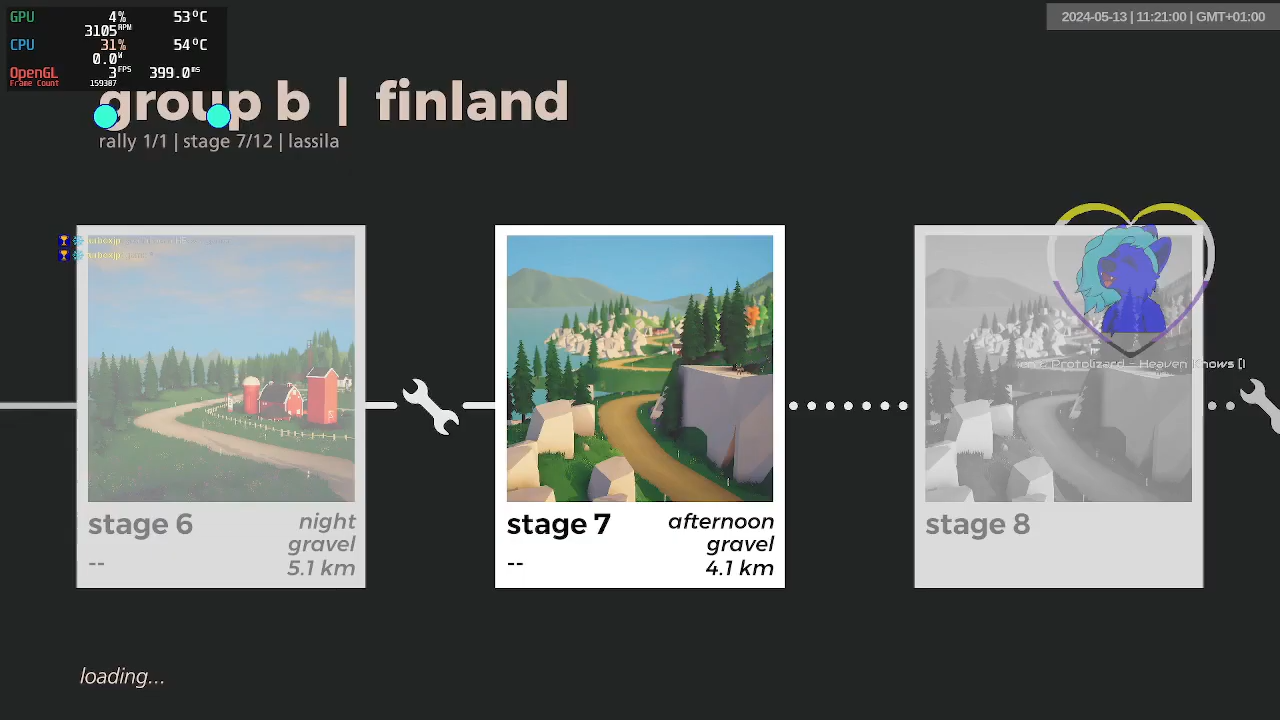 GPU 4% 53°C
3105RPM
CPU 31% 54°C
0.0W
OpenGL 3FPS 399.0ms
Frame Count 159387
2024-05-13 | 11:21:00 | GMT+01:00
group b | finland
rally 1/1 | stage 7/12 | lassila
Protolizard - Heaven Knows [
stage 6
night
gravel
5.1 km
--
stage 7
afternoon
gravel
4.1 km
--
stage 8
loading...